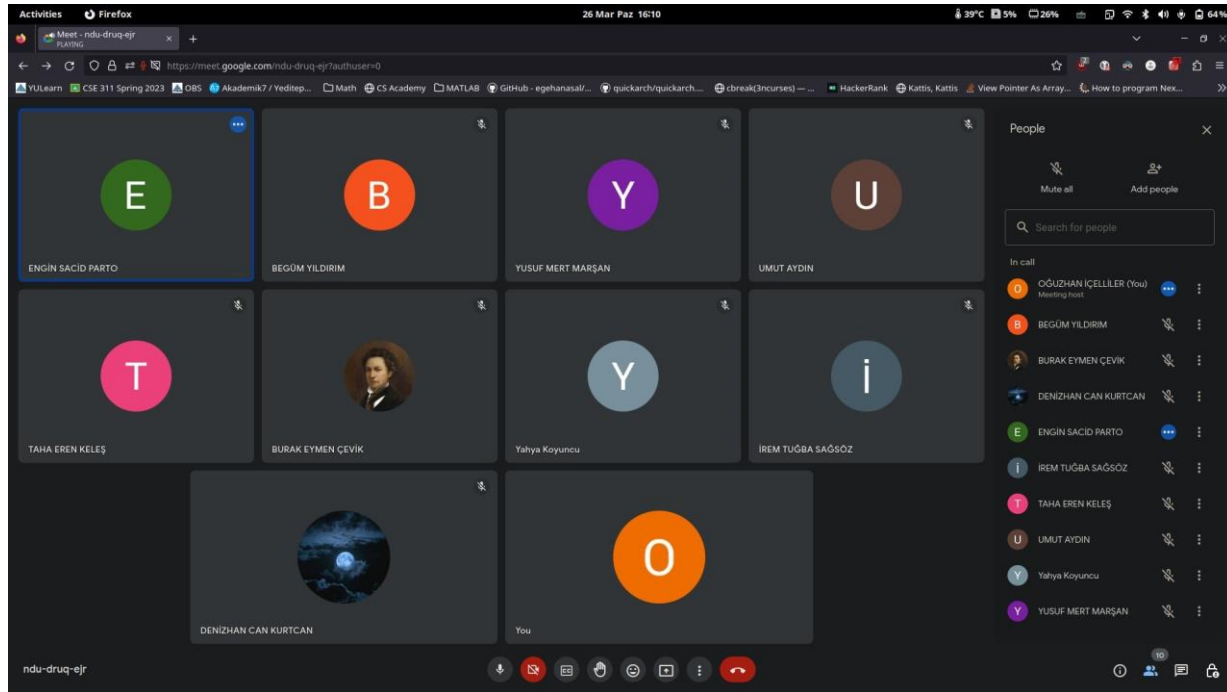 Activities Firefox 26 Mar Paz 16:10 39°C 5% 26% 64%
Meet - ndu-druq-ejr
PLAYING
https://meet.google.com/ndu-druq-ejr?authuser=0
YULearn CSE 311 Spring 2023 OBS Akademik7 / Yeditep... Math CS Academy MATLAB GitHub - egehanasal/... quickarch/quickarch.... cbreak(3ncurses) — ... HackerRank Kattis, Kattis View Pointer As Array... How to program Nex...
E
ENGİN SACİD PARTO
B
BEGÜM YILDIRIM
Y
YUSUF MERT MARŞAN
U
UMUT AYDIN
T
TAHA EREN KELEŞ
BURAK EYMEN ÇEVİK
Y
Yahya Koyuncu
İ
İREM TUĞBA SAĞSÖZ
DENİZHAN CAN KURTCAN
O
You
People
Mute all Add people
Search for people
In call
O OĞUZHAN İÇELLİLER (You)
Meeting host
B BEGÜM YILDIRIM
BURAK EYMEN ÇEVİK
DENİZHAN CAN KURTCAN
E ENGİN SACİD PARTO
İ İREM TUĞBA SAĞSÖZ
T TAHA EREN KELEŞ
U UMUT AYDIN
Y Yahya Koyuncu
Y YUSUF MERT MARŞAN
ndu-druq-ejr
CC
10